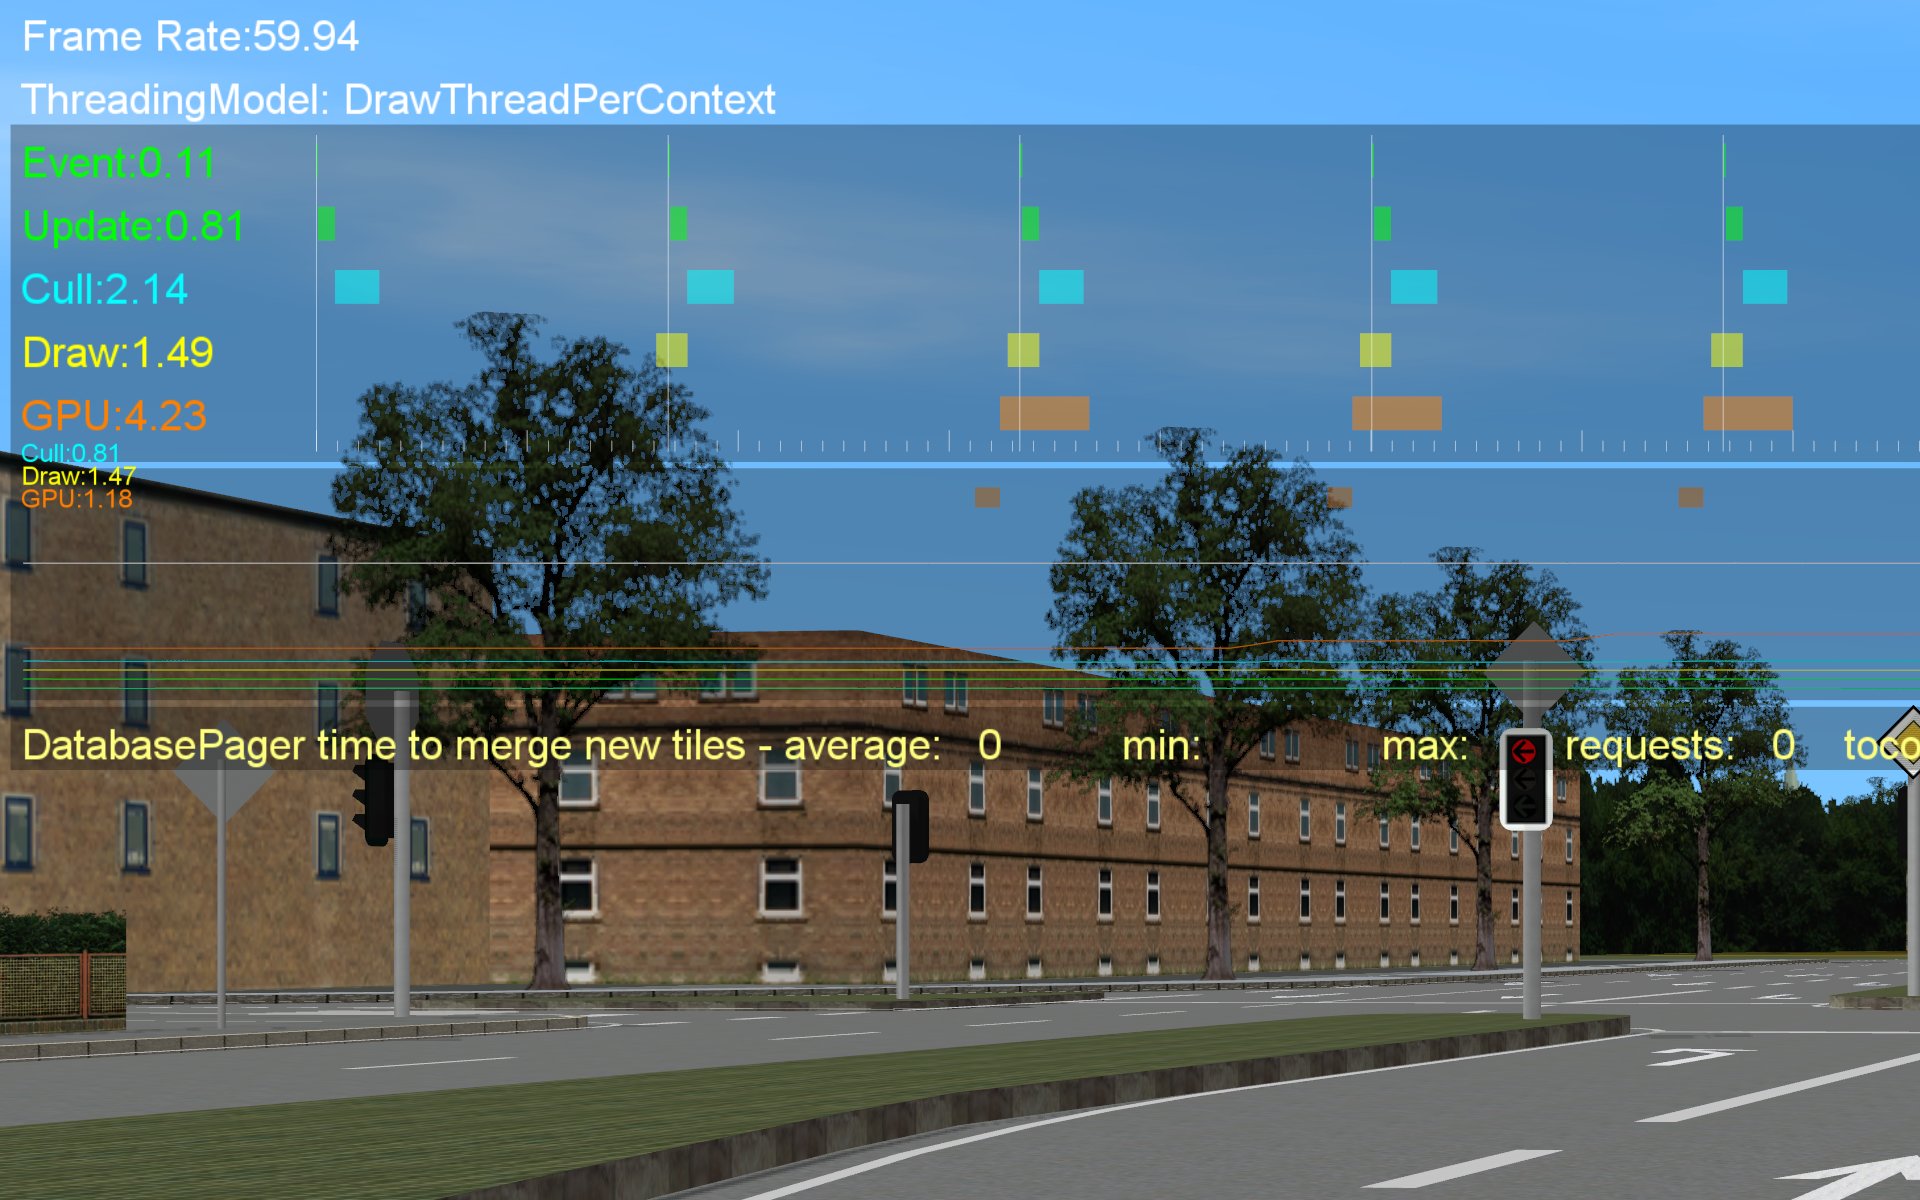 Frame Rate:59.94
ThreadingModel: DrawThreadPerContext
Event:0.11
Update:0.81
Cull:2.14
Draw:1.49
GPU:4.23
Cull:0.81
Draw:1.47
GPU:1.18
DatabasePager time to merge new tiles - average: 0 min: max: requests: 0 toco